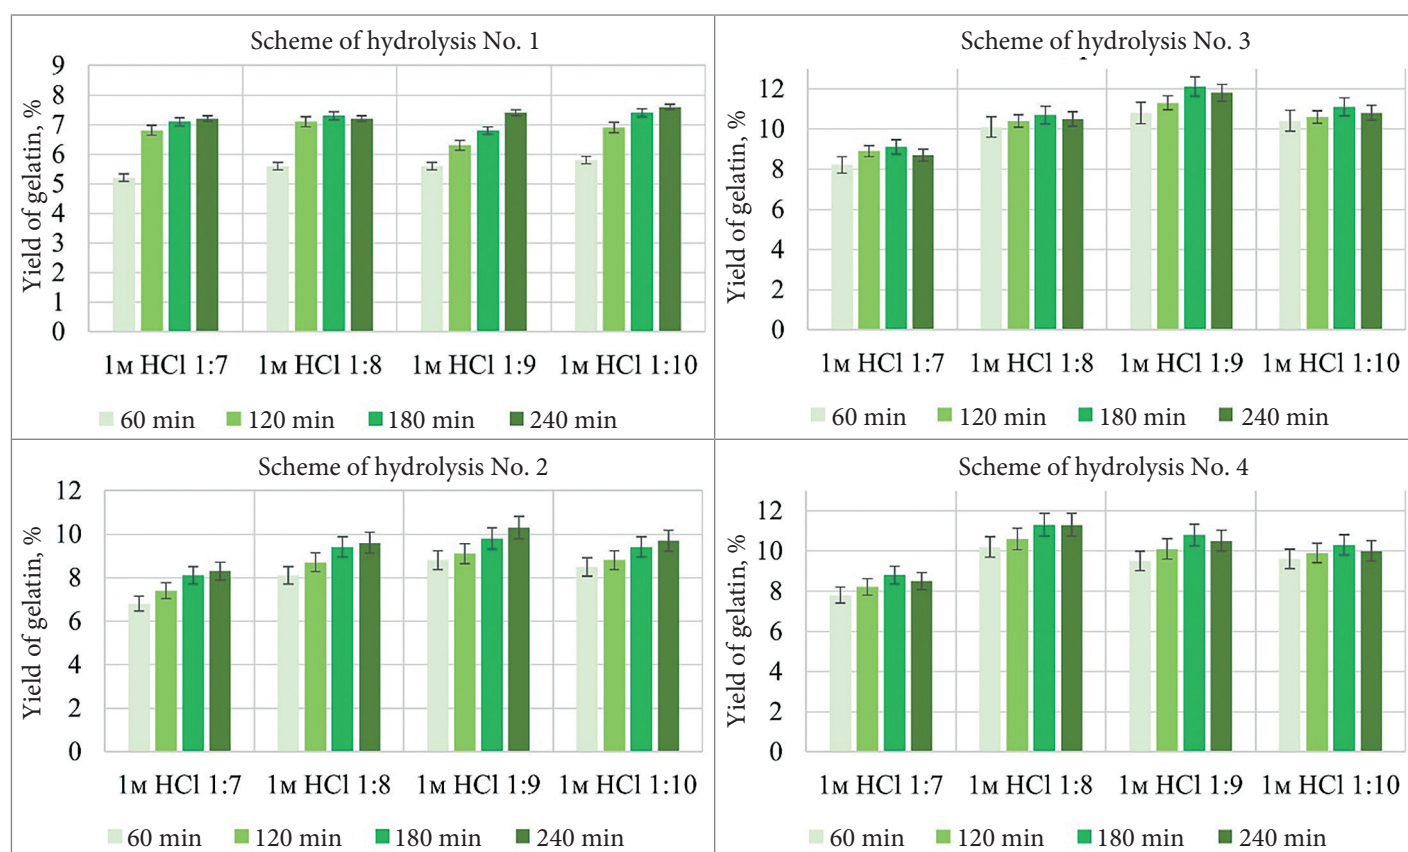 Scheme of hydrolysis No. 1
Yield of gelatin, %
9
8
7
6
5
4
3
2
1
0
1м HCl 1:7 1м HCl 1:8 1м HCl 1:9 1м HCl 1:10
60 min 120 min 180 min 240 min
Scheme of hydrolysis No. 3
Yield of gelatin, %
12
10
8
6
4
2
0
1м HCl 1:7 1м HCl 1:8 1м HCl 1:9 1м HCl 1:10
60 min 120 min 180 min 240 min
Scheme of hydrolysis No. 2
Yield of gelatin, %
12
10
8
6
4
2
0
1м HCl 1:7 1м HCl 1:8 1м HCl 1:9 1м HCl 1:10
60 min 120 min 180 min 240 min
Scheme of hydrolysis No. 4
Yield of gelatin, %
12
10
8
6
4
2
0
1м HCl 1:7 1м HCl 1:8 1м HCl 1:9 1м HCl 1:10
60 min 120 min 180 min 240 min